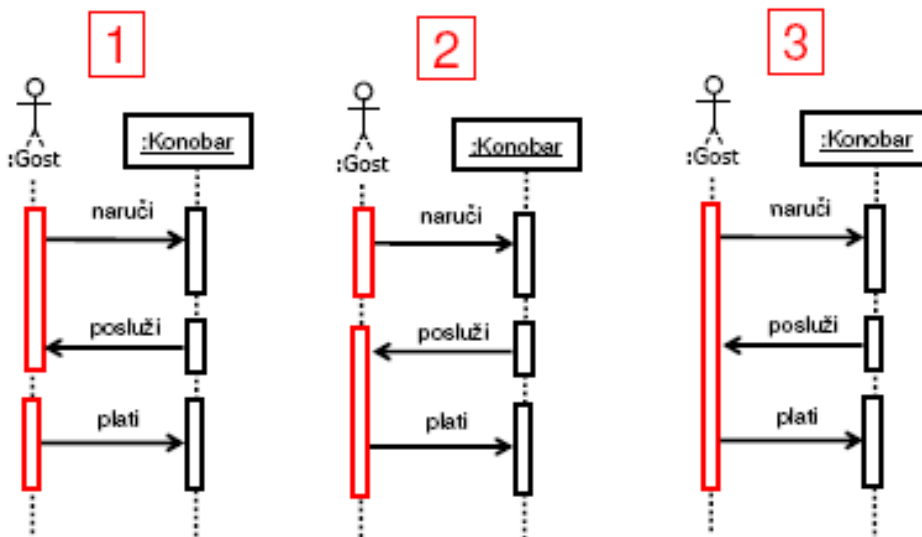 1
:Gost
:Konobar
naruči
posluži
plati
2
:Gost
:Konobar
naruči
posluži
plati
3
:Gost
:Konobar
naruči
posluži
plati